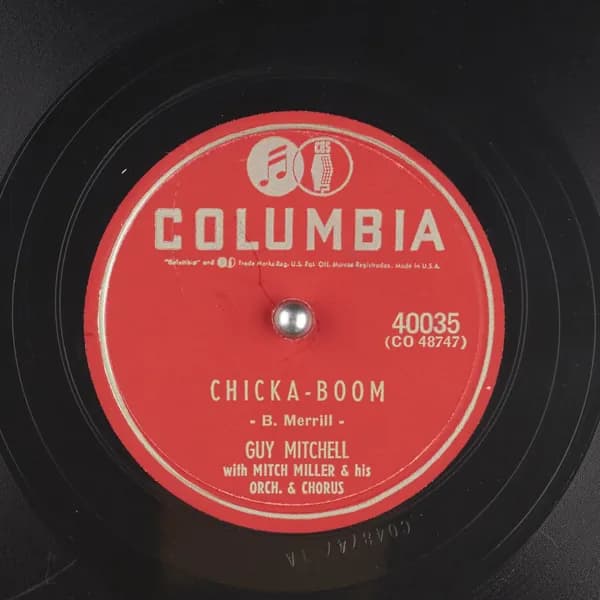 CBS
COLUMBIA
"Columbia" and Trade Marks Reg. U.S. Pat. Off. Marcas Registradas. Made in U.S.A.
40035
(CO 48747)
CHICKA-BOOM
- B. Merrill -
GUY MITCHELL
with MITCH MILLER & his
ORCH. & CHORUS